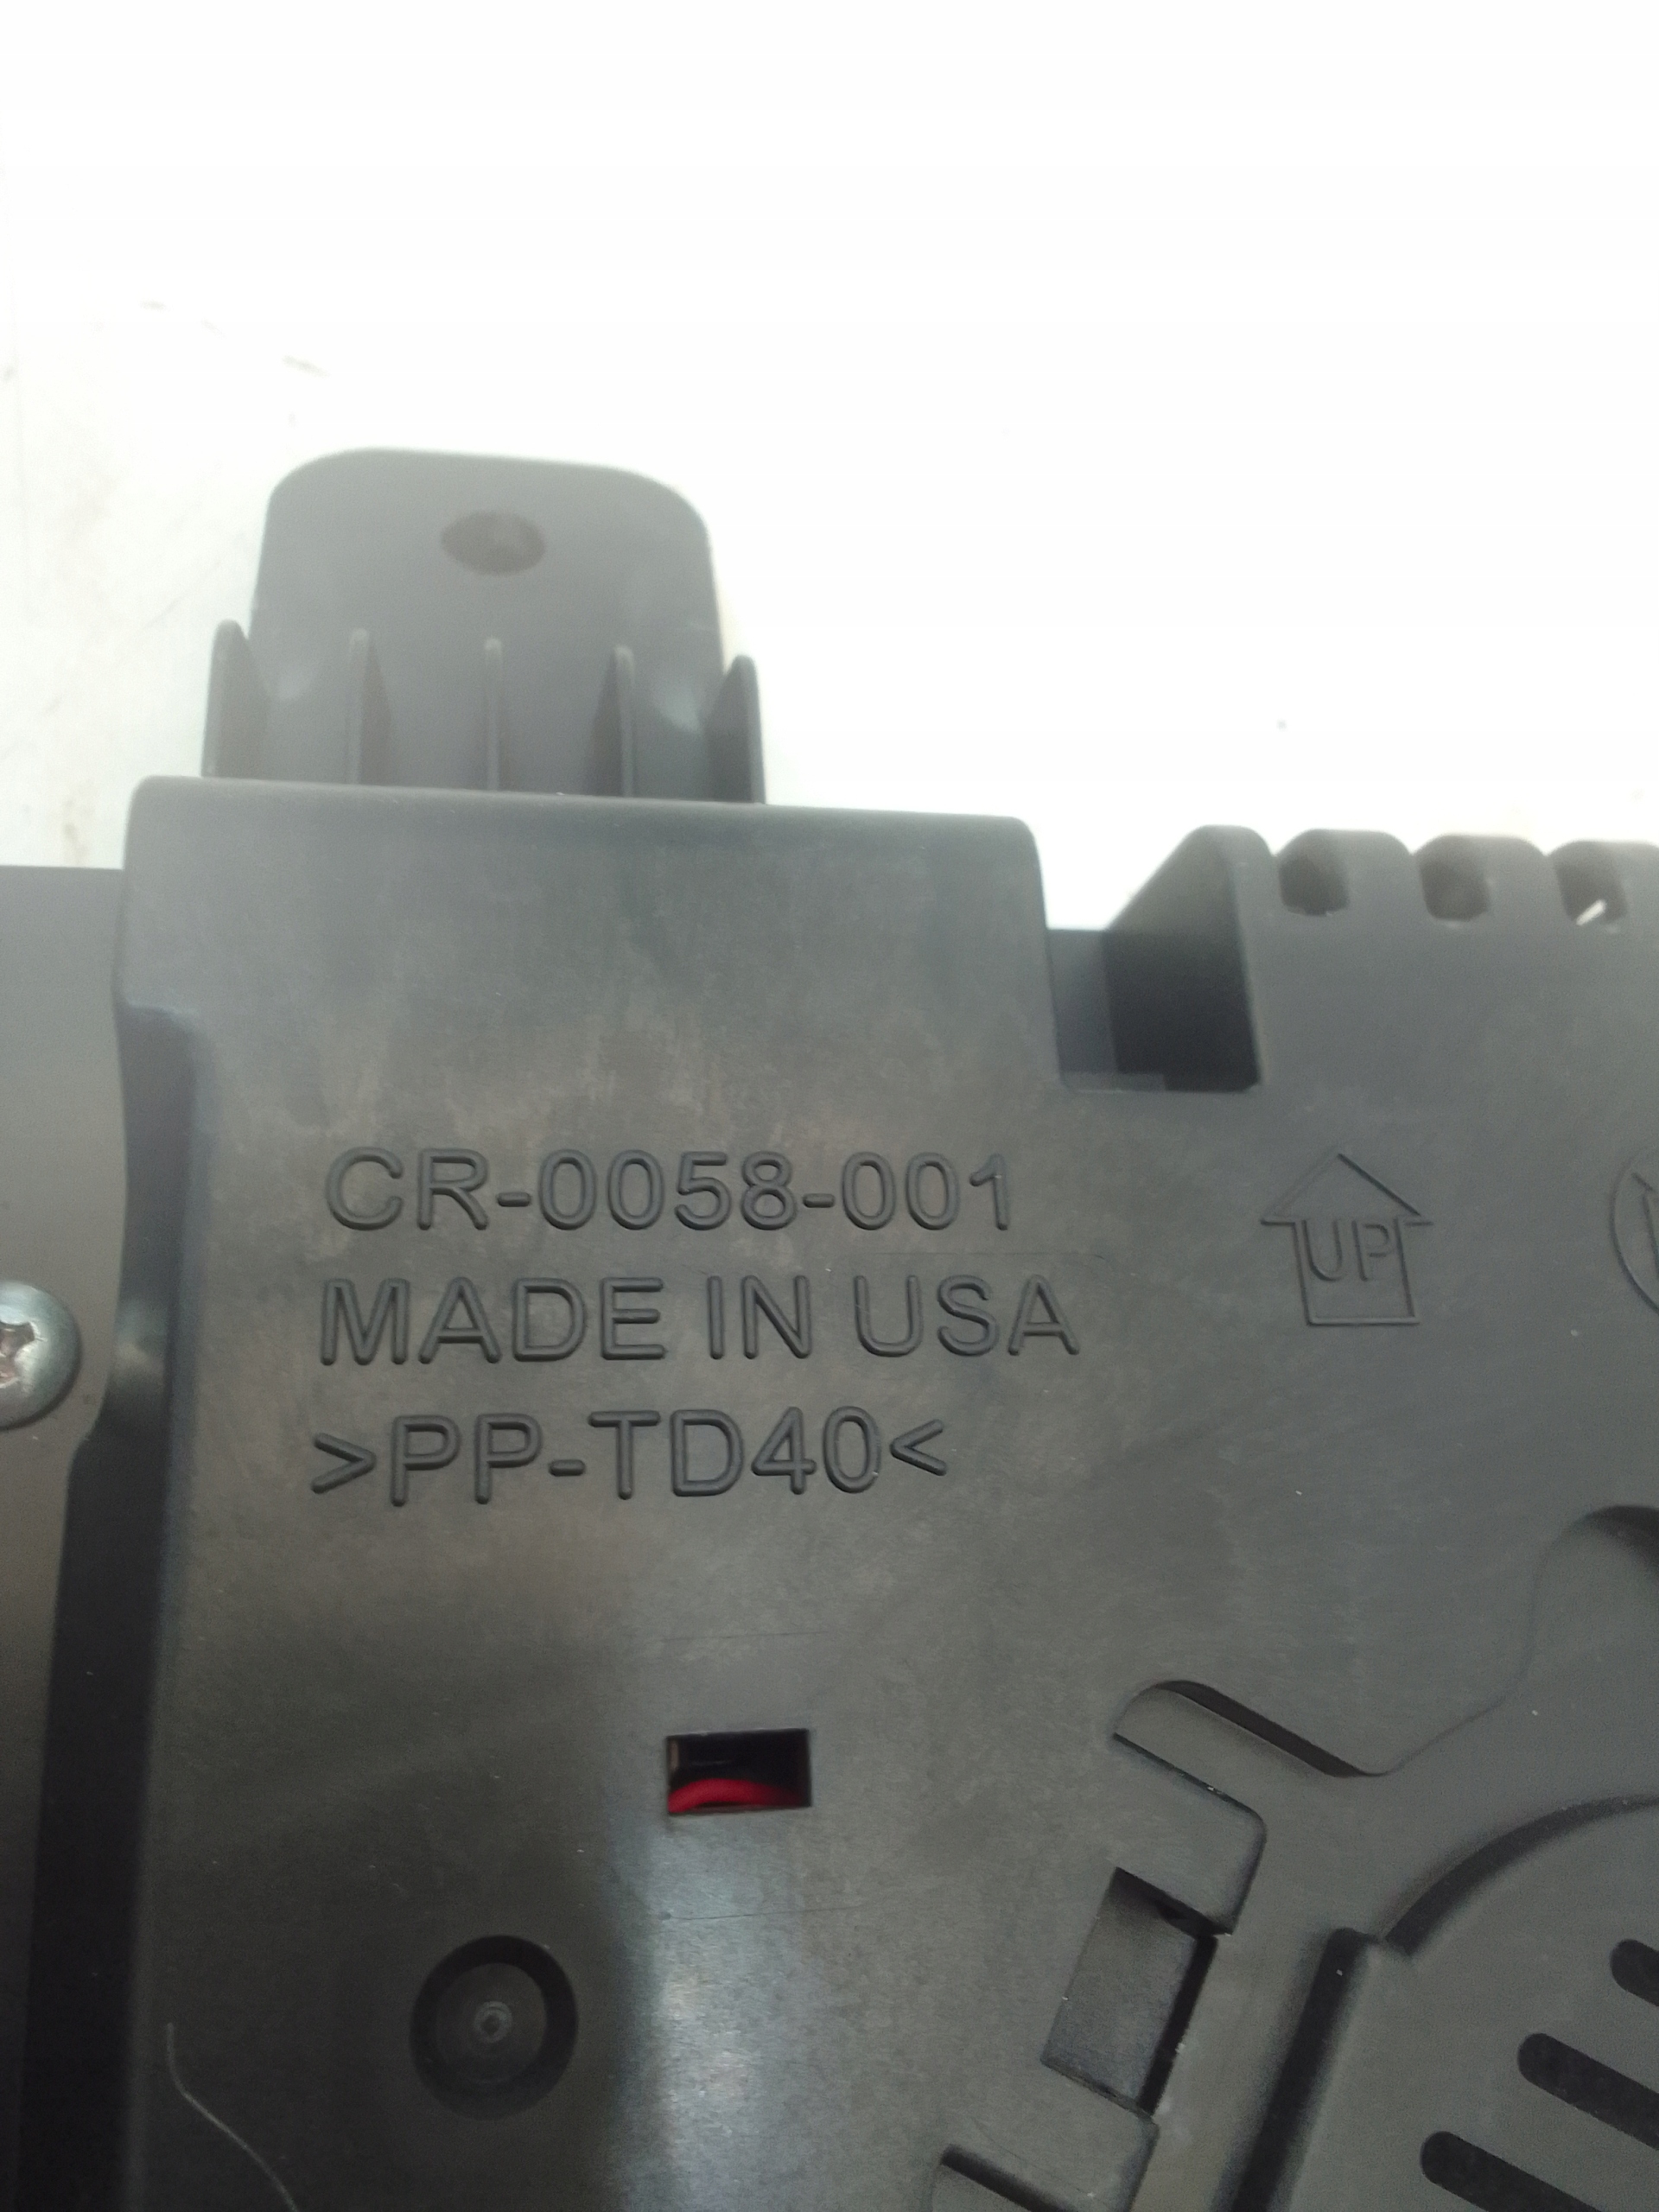 CR-0058-001
MADE IN USA
>PP-TD40<
UP